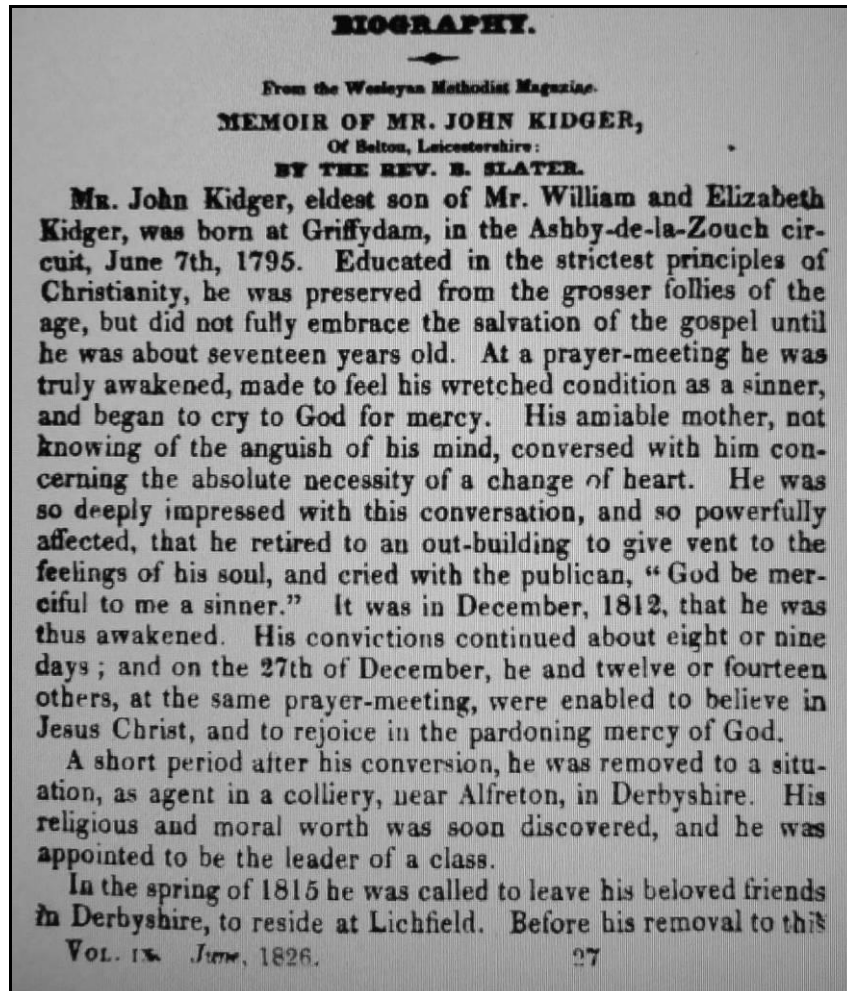 BIOGRAPHY.
From the Wesleyan Methodist Magazine.
MEMOIR OF MR. JOHN KIDGER,
Of Belton, Leicestershire:
BY THE REV. B. SLATER.
MR. John Kidger, eldest son of Mr. William and Elizabeth
Kidger, was born at Griffydam, in the Ashby-de-la-Zouch cir-
cuit, June 7th, 1795. Educated in the strictest principles of
Christianity, he was preserved from the grosser follies of the
age, but did not fully embrace the salvation of the gospel until
he was about seventeen years old. At a prayer-meeting he was
truly awakened, made to feel his wretched condition as a sinner,
and began to cry to God for mercy. His amiable mother, not
knowing of the anguish of his mind, conversed with him con-
cerning the absolute necessity of a change of heart. He was
so deeply impressed with this conversation, and so powerfully
affected, that he retired to an out-building to give vent to the
feelings of his soul, and cried with the publican, “God be mer-
ciful to me a sinner.” It was in December, 1812, that he was
thus awakened. His convictions continued about eight or nine
days; and on the 27th of December, he and twelve or fourteen
others, at the same prayer-meeting, were enabled to believe in
Jesus Christ, and to rejoice in the pardoning mercy of God.
A short period after his conversion, he was removed to a situ-
ation, as agent in a colliery, near Alfreton, in Derbyshire. His
religious and moral worth was soon discovered, and he was
appointed to be the leader of a class.
In the spring of 1815 he was called to leave his beloved friends
in Derbyshire, to reside at Lichfield. Before his removal to this
VOL. IX. June, 1826. 27